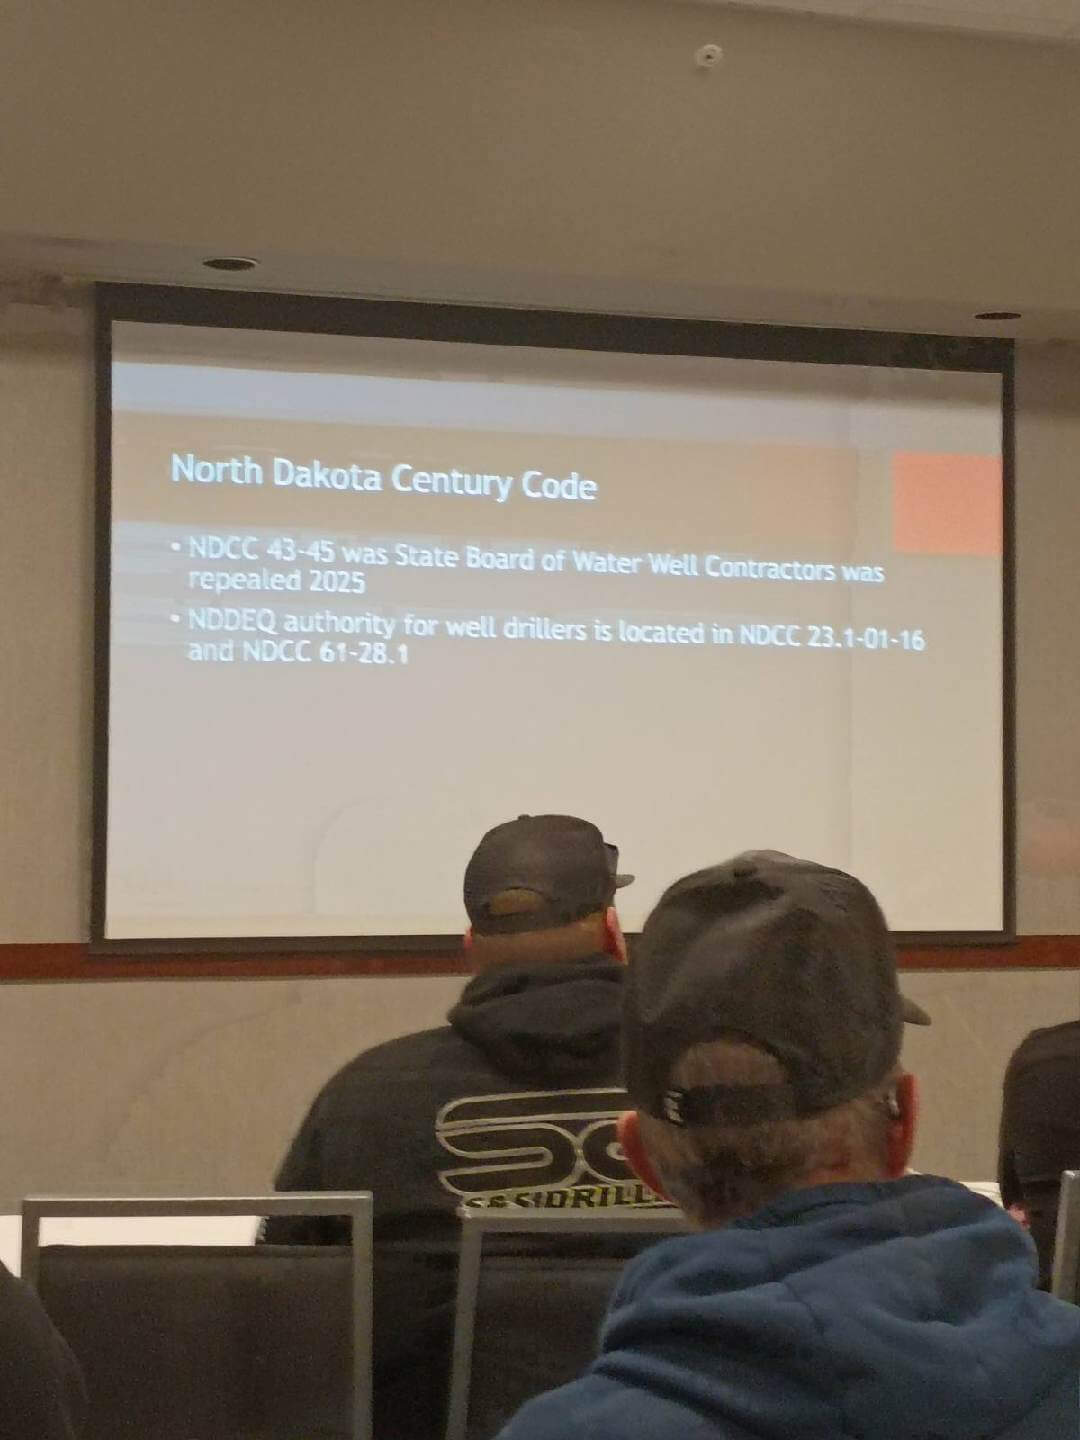 North Dakota Century Code
• NDCC 43-45 was State Board of Water Well Contractors was
repealed 2025
• NDDEQ authority for well drillers is located in NDCC 23.1-01-16
and NDCC 61-28.1
S&S DRILL